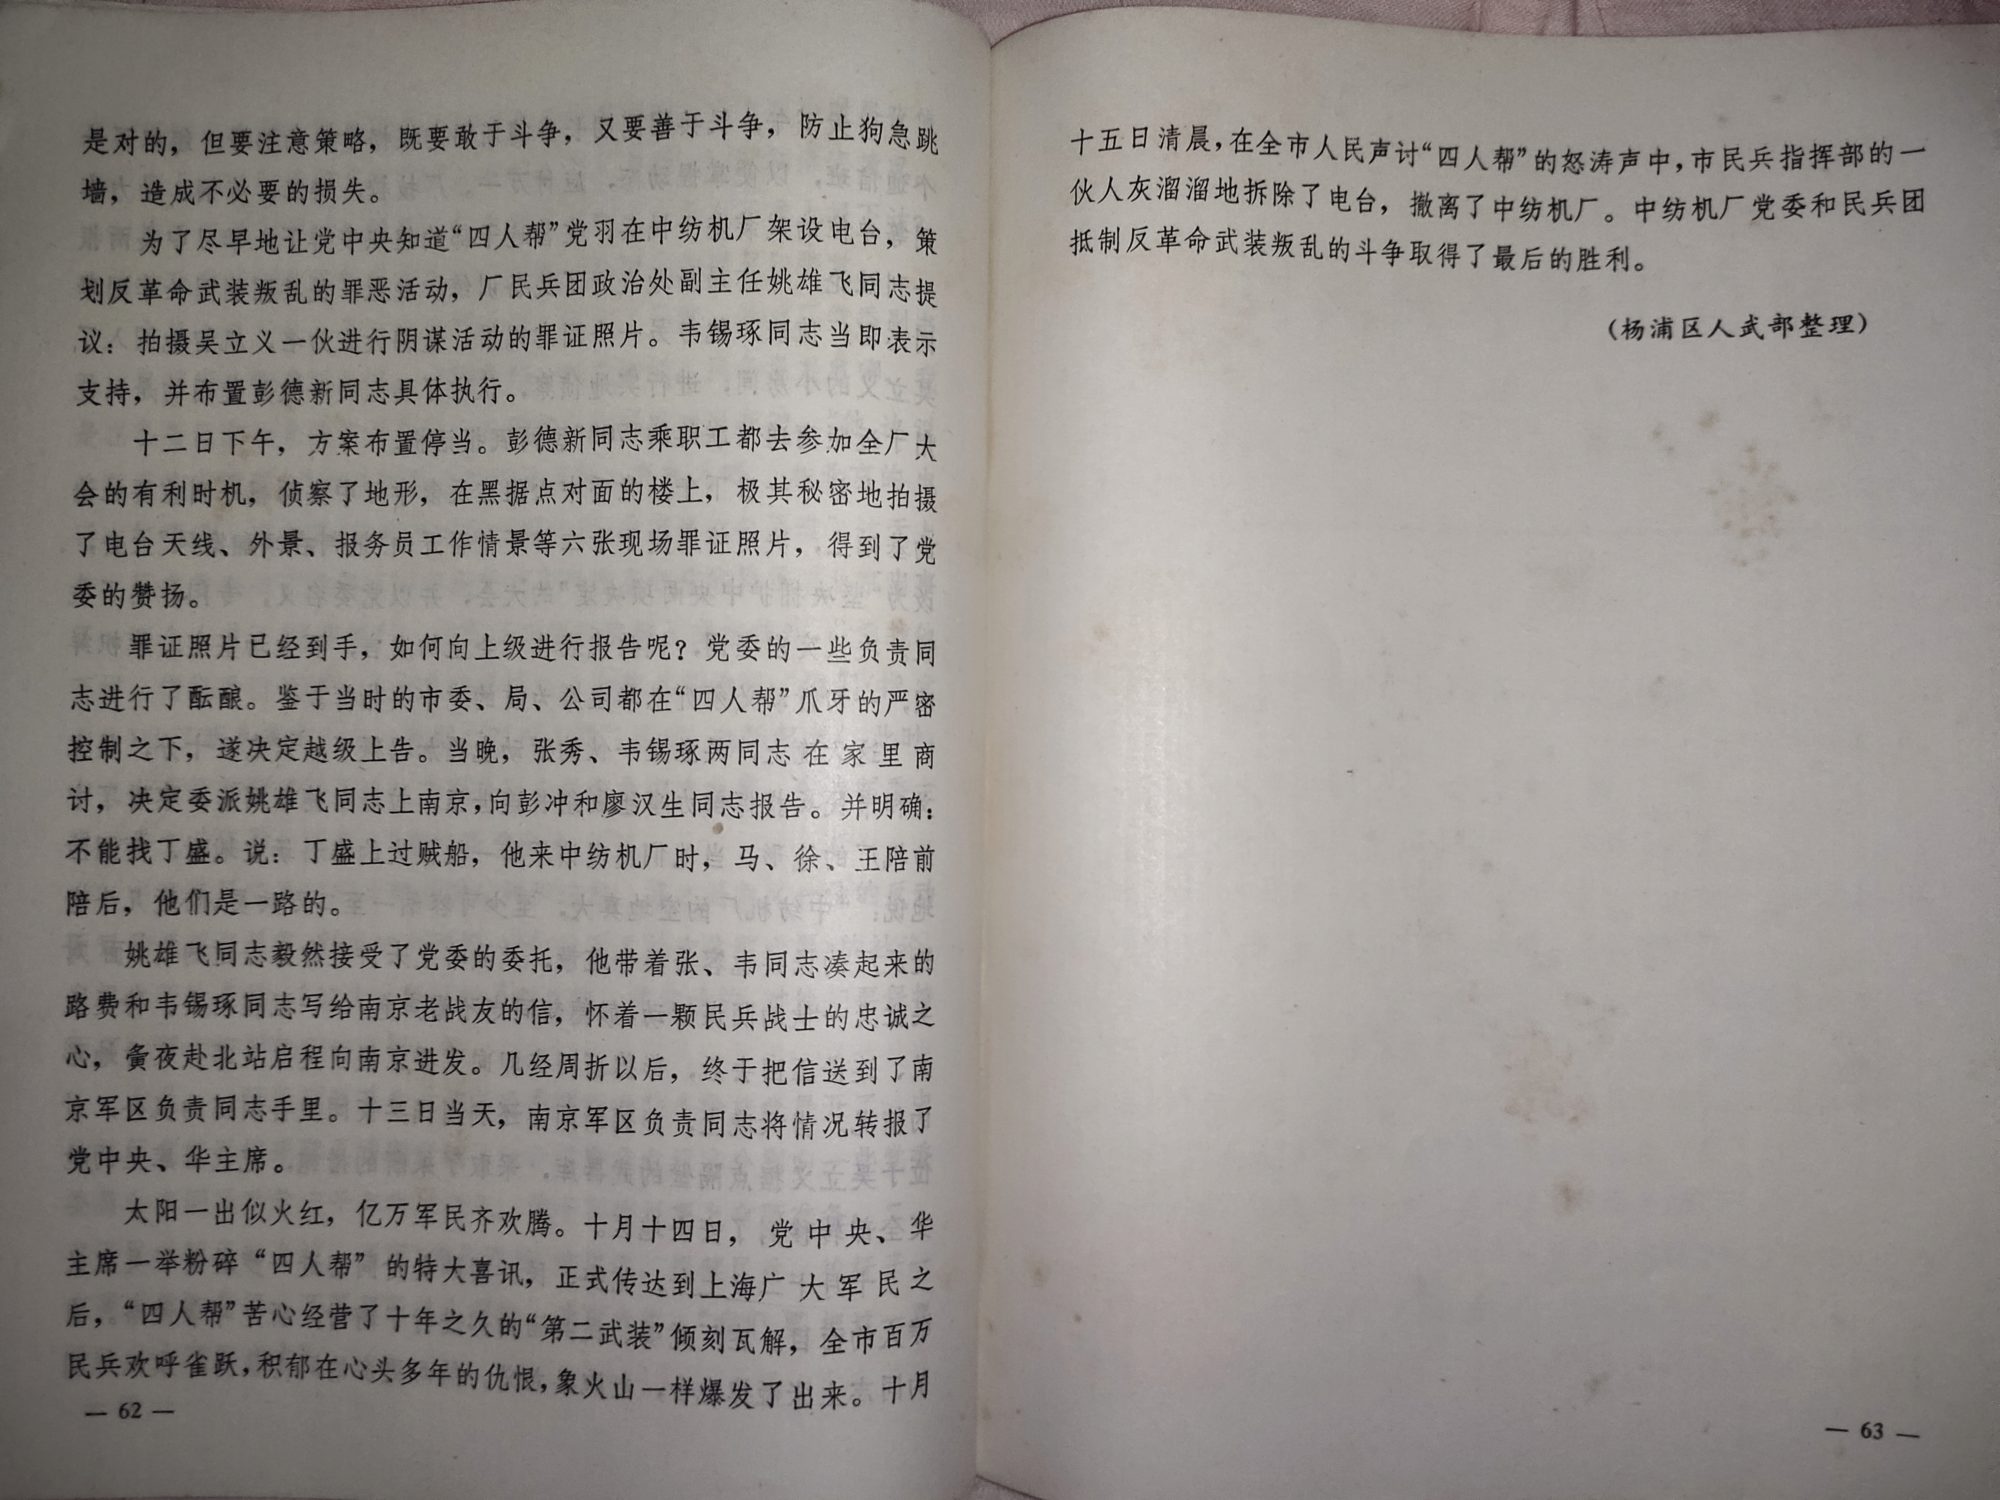 是对的，但要注意策略，既要敢于斗争，又要善于斗争，防止狗急跳
墙，造成不必要的损失。
为了尽早地让党中央知道“四人帮”党羽在中纺机厂架设电台，策
划反革命武装叛乱的罪恶活动，厂民兵团政治处副主任姚雄飞同志提
议：拍摄吴立义一伙进行阴谋活动的罪证照片。韦锡琢同志当即表示
支持，并布置彭德新同志具体执行。
十二日下午，方案布置停当。彭德新同志乘职工都去参加全厂大
会的有利时机，侦察了地形，在黑据点对面的楼上，极其秘密地拍摄
了电台天线、外景、报务员工作情景等六张现场罪证照片，得到了党
委的赞扬。
罪证照片已经到手，如何向上级进行报告呢？党委的一些负责同
志进行了酝酿。鉴于当时的市委、局、公司都在“四人帮”爪牙的严密
控制之下，遂决定越级上告。当晚，张秀、韦锡琢两同志在家里商
讨，决定委派姚雄飞同志上南京，向彭冲和廖汉生同志报告。并明确：
不能找丁盛。说：丁盛上过贼船，他来中纺机厂时，马、徐、王陪前
陪后，他们是一路的。
姚雄飞同志毅然接受了党委的委托，他带着张、韦同志凑起来的
路费和韦锡琢同志写给南京老战友的信，怀着一颗民兵战士的忠诚之
心，夤夜赴北站启程向南京进发。几经周折以后，终于把信送到了南
京军区负责同志手里。十三日当天，南京军区负责同志将情况转报了
党中央、华主席。
太阳一出似火红，亿万军民齐欢腾。十月十四日，党中央、华
主席一举粉碎“四人帮”的特大喜讯，正式传达到上海广大军民之
后，“四人帮”苦心经营了十年之久的“第二武装”倾刻瓦解，全市百万
民兵欢呼雀跃，积郁在心头多年的仇恨，象火山一样爆发了出来。十月
— 62 —
十五日清晨，在全市人民声讨“四人帮”的怒涛声中，市民兵指挥部的一
伙人灰溜溜地拆除了电台，撤离了中纺机厂。中纺机厂党委和民兵团
抵制反革命武装叛乱的斗争取得了最后的胜利。
（杨浦区人武部整理）
— 63 —